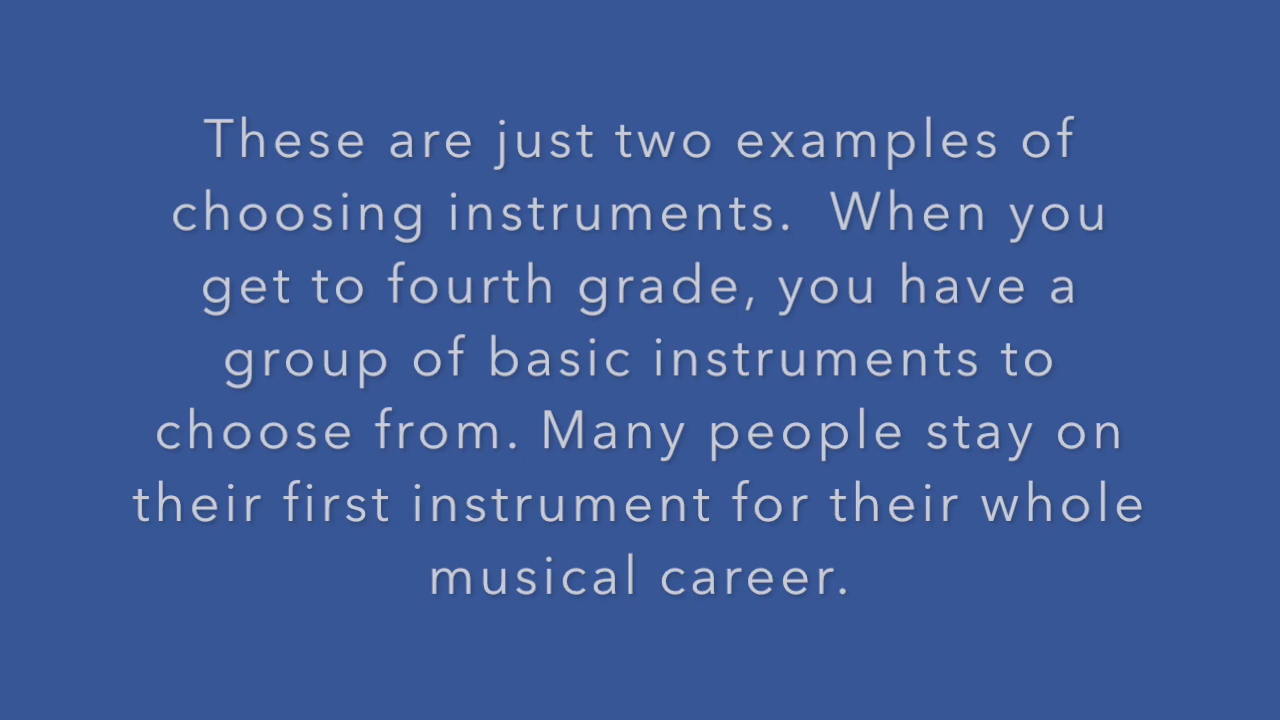 These are just two examples of
choosing instruments.  When you
get to fourth grade, you have a
group of basic instruments to
choose from. Many people stay on
their first instrument for their whole
musical career.